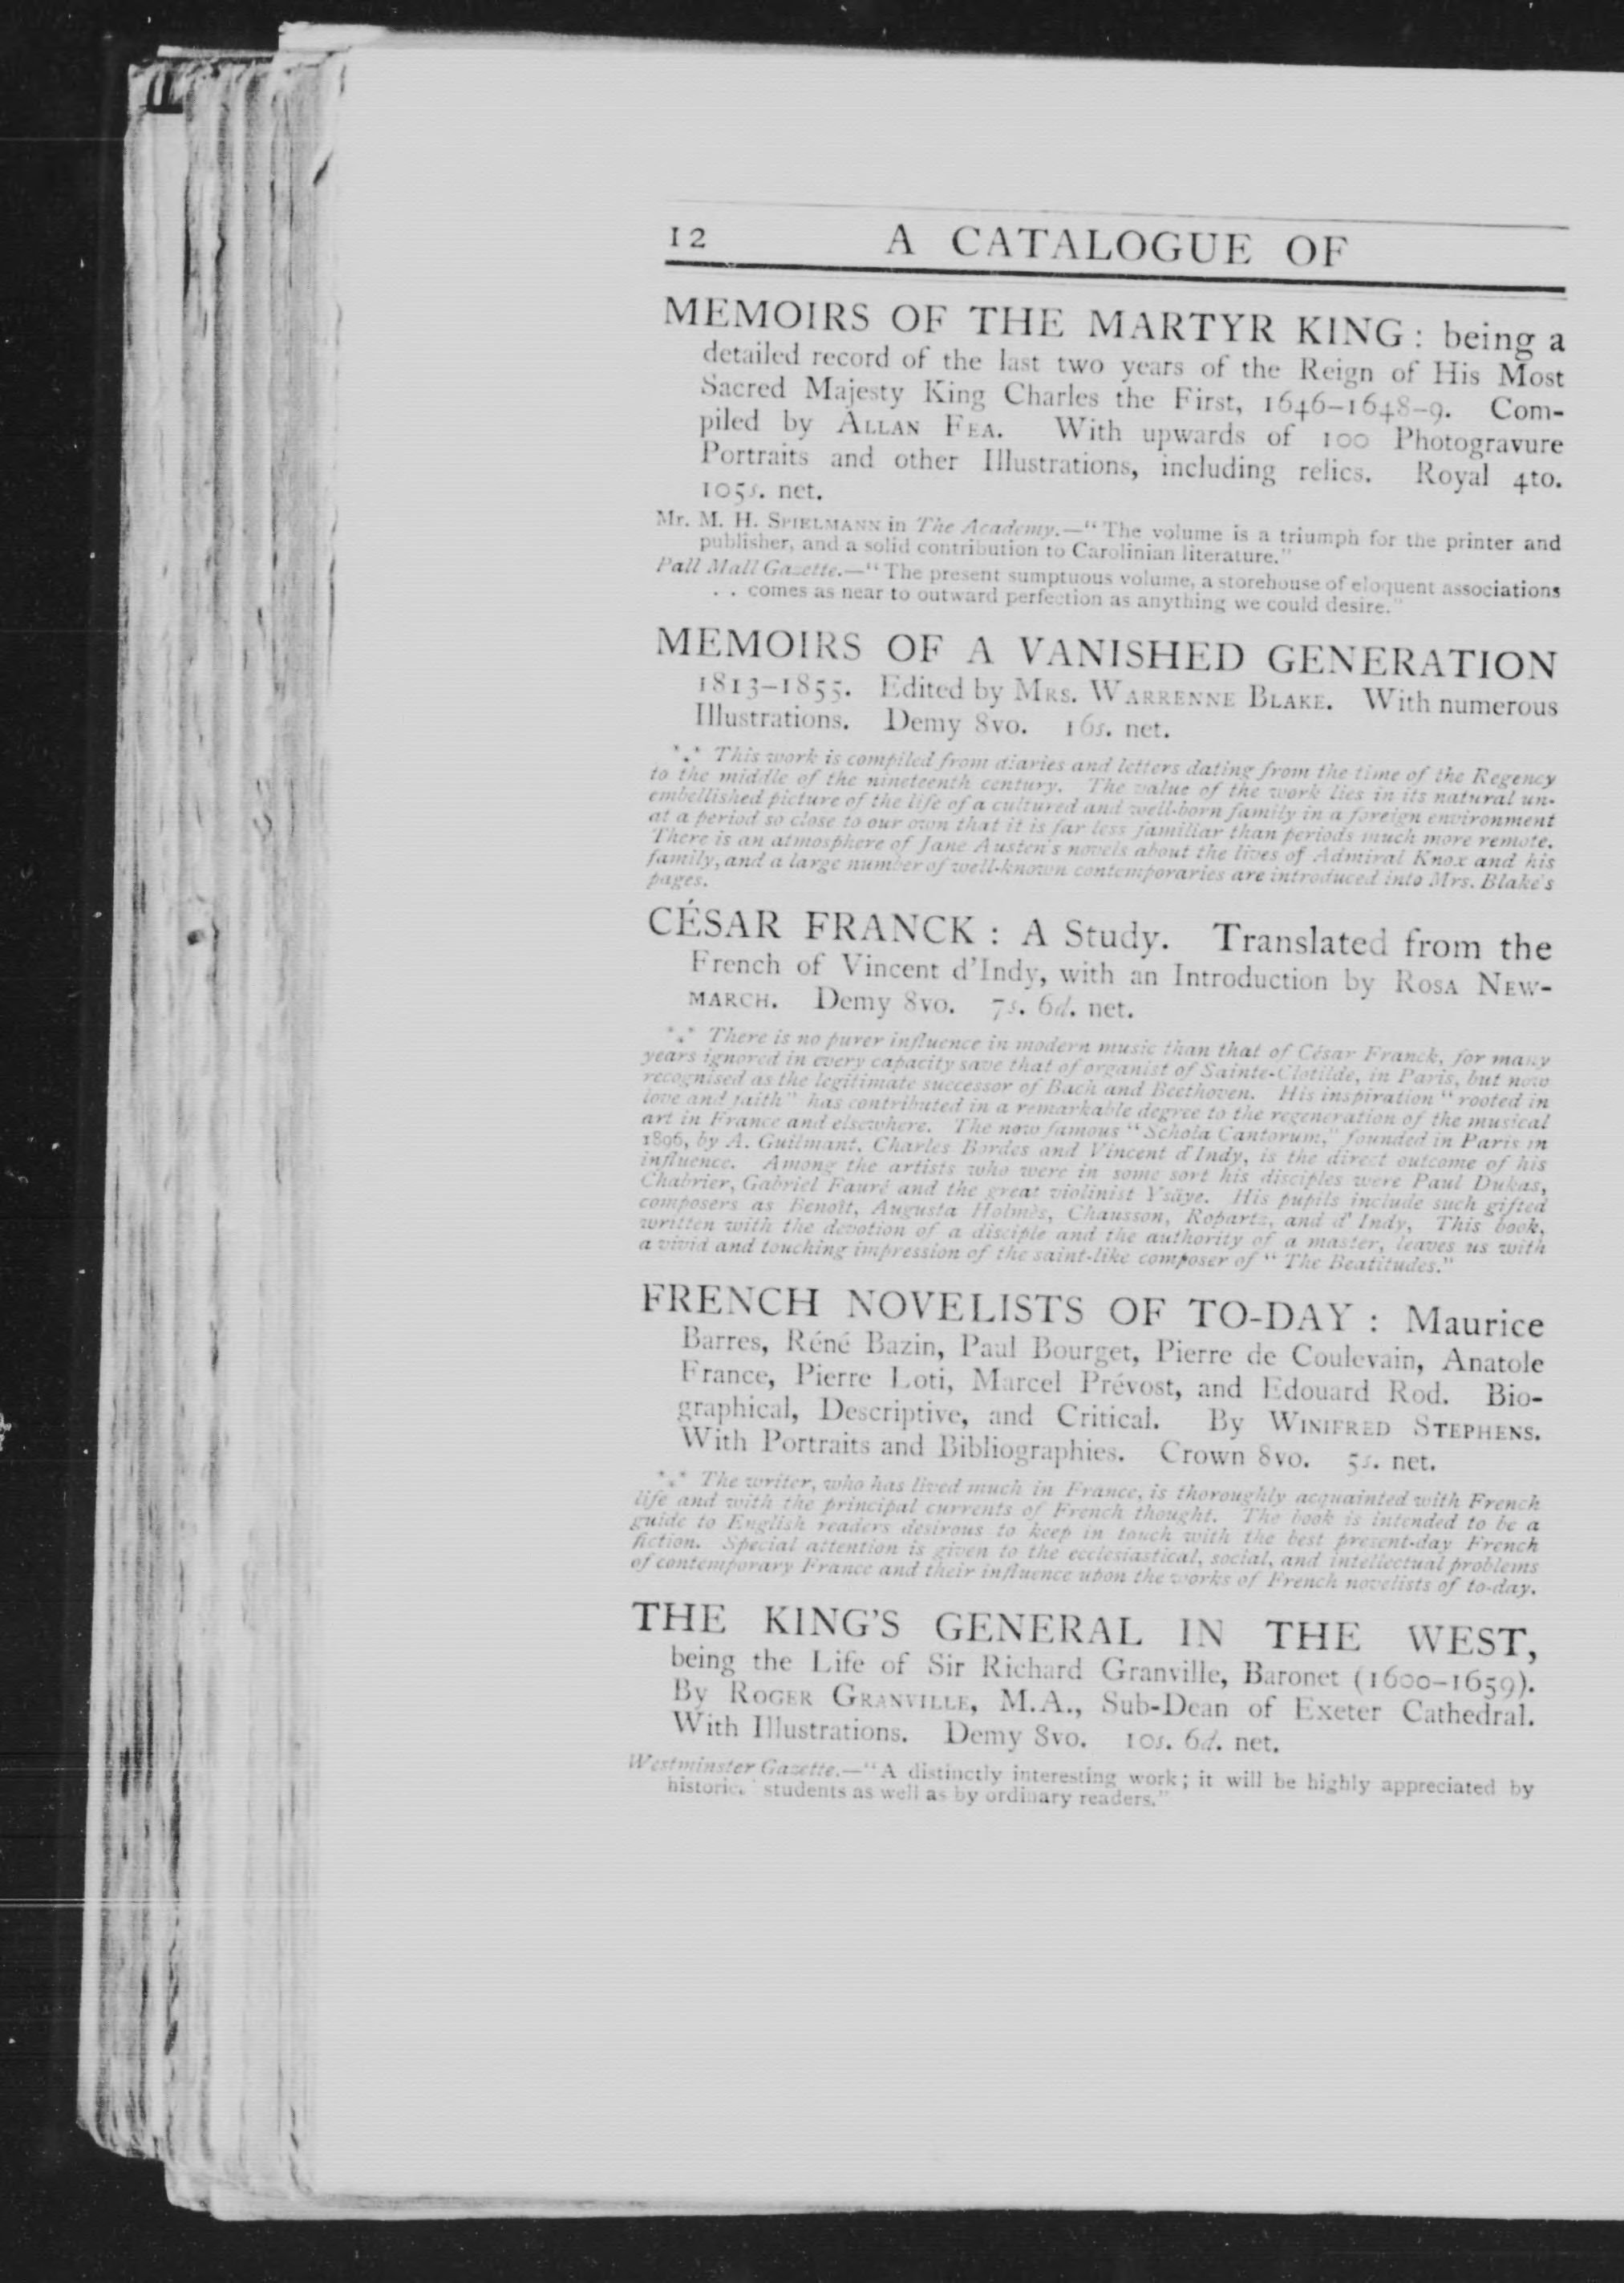 12 A CATALOGUE OF
MEMOIRS OF THE MARTYR KING : being a
detailed record of the last two years of the Reign of His Most
Sacred Majesty King Charles the First, 1646–1648–9. Com-
piled by ALLAN FEA. With upwards of 100 Photogravure
Portraits and other Illustrations, including relics. Royal 4to.
105s. net.
Mr. M. H. SPIELMANN in The Academy.—"The volume is a triumph for the printer and
publisher, and a solid contribution to Carolinian literature."
Pall Mall Gazette.—"The present sumptuous volume, a storehouse of eloquent associations
. . comes as near to outward perfection as anything we could desire."
MEMOIRS OF A VANISHED GENERATION
1813–1855. Edited by MRS. WARRENNE BLAKE. With numerous
Illustrations. Demy 8vo. 16s. net.
*** This work is compiled from diaries and letters dating from the time of the Regency
to the middle of the nineteenth century. The value of the work lies in its natural un-
embellished picture of the life of a cultured and well-born family in a foreign environment
at a period so close to our own that it is far less familiar than periods much more remote.
There is an atmosphere of Jane Austen's novels about the lives of Admiral Knox and his
family, and a large number of well-known contemporaries are introduced into Mrs. Blake's
pages.
CÉSAR FRANCK : A Study. Translated from the
French of Vincent d'Indy, with an Introduction by ROSA NEW-
MARCH. Demy 8vo. 7s. 6d. net.
*** There is no purer influence in modern music than that of César Franck, for many
years ignored in every capacity save that of organist of Sainte-Clotilde, in Paris, but now
recognised as the legitimate successor of Bach and Beethoven. His inspiration "rooted in
love and faith" has contributed in a remarkable degree to the regeneration of the musical
art in France and elsewhere. The now famous "Schola Cantorum," founded in Paris in
1896, by A. Guilmant, Charles Bordes and Vincent d'Indy, is the direct outcome of his
influence. Among the artists who were in some sort his disciples were Paul Dukas,
Chabrier, Gabriel Fauré and the great violinist Ysäye. His pupils include such gifted
composers as Benoît, Augusta Holmès, Chausson, Ropartz, and d'Indy, This book,
written with the devotion of a disciple and the authority of a master, leaves us with
a vivid and touching impression of the saint-like composer of "The Beatitudes."
FRENCH NOVELISTS OF TO-DAY : Maurice
Barres, Réné Bazin, Paul Bourget, Pierre de Coulevain, Anatole
France, Pierre Loti, Marcel Prévost, and Edouard Rod. Bio-
graphical, Descriptive, and Critical. By WINIFRED STEPHENS.
With Portraits and Bibliographies. Crown 8vo. 5s. net.
*** The writer, who has lived much in France, is thoroughly acquainted with French
life and with the principal currents of French thought. The book is intended to be a
guide to English readers desirous to keep in touch with the best present-day French
fiction. Special attention is given to the ecclesiastical, social, and intellectual problems
of contemporary France and their influence upon the works of French novelists of to-day.
THE KING'S GENERAL IN THE WEST,
being the Life of Sir Richard Granville, Baronet (1600–1659).
By ROGER GRANVILLE, M.A., Sub-Dean of Exeter Cathedral.
With Illustrations. Demy 8vo. 10s. 6d. net.
Westminster Gazette.—"A distinctly interesting work; it will be highly appreciated by
students as well as by ordinary readers."